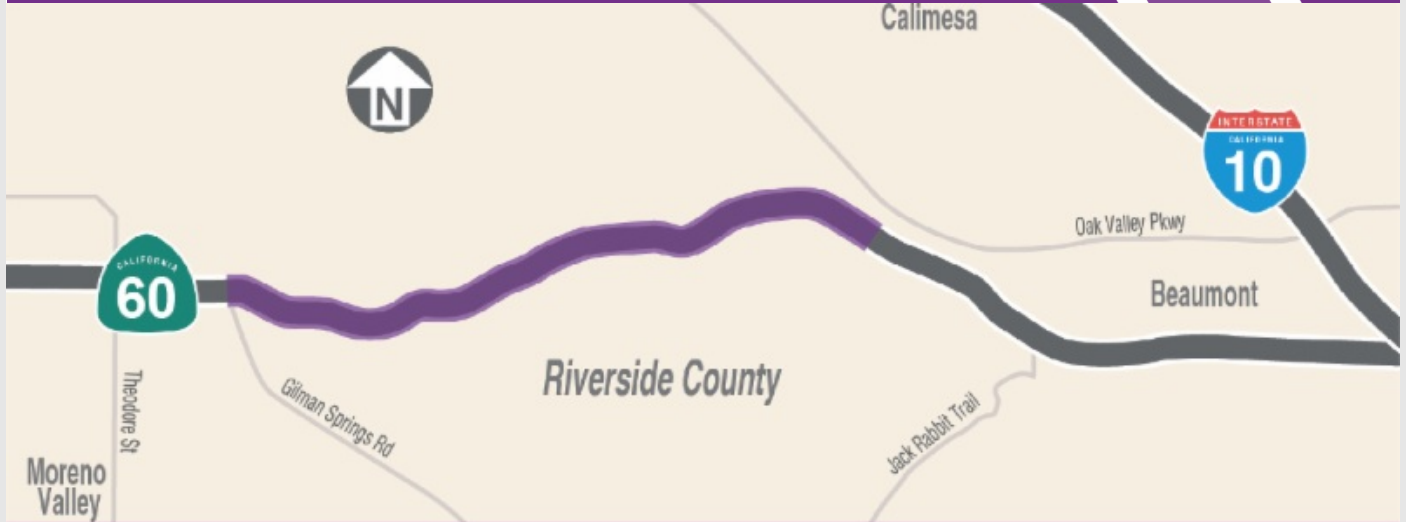 Calimesa
N
INTERSTATE
CALIFORNIA
10
Oak Valley Pkwy
CALIFORNIA
60
Beaumont
Riverside County
Theodore St
Gilman Springs Rd
Jack Rabbit Trail
Moreno
Valley